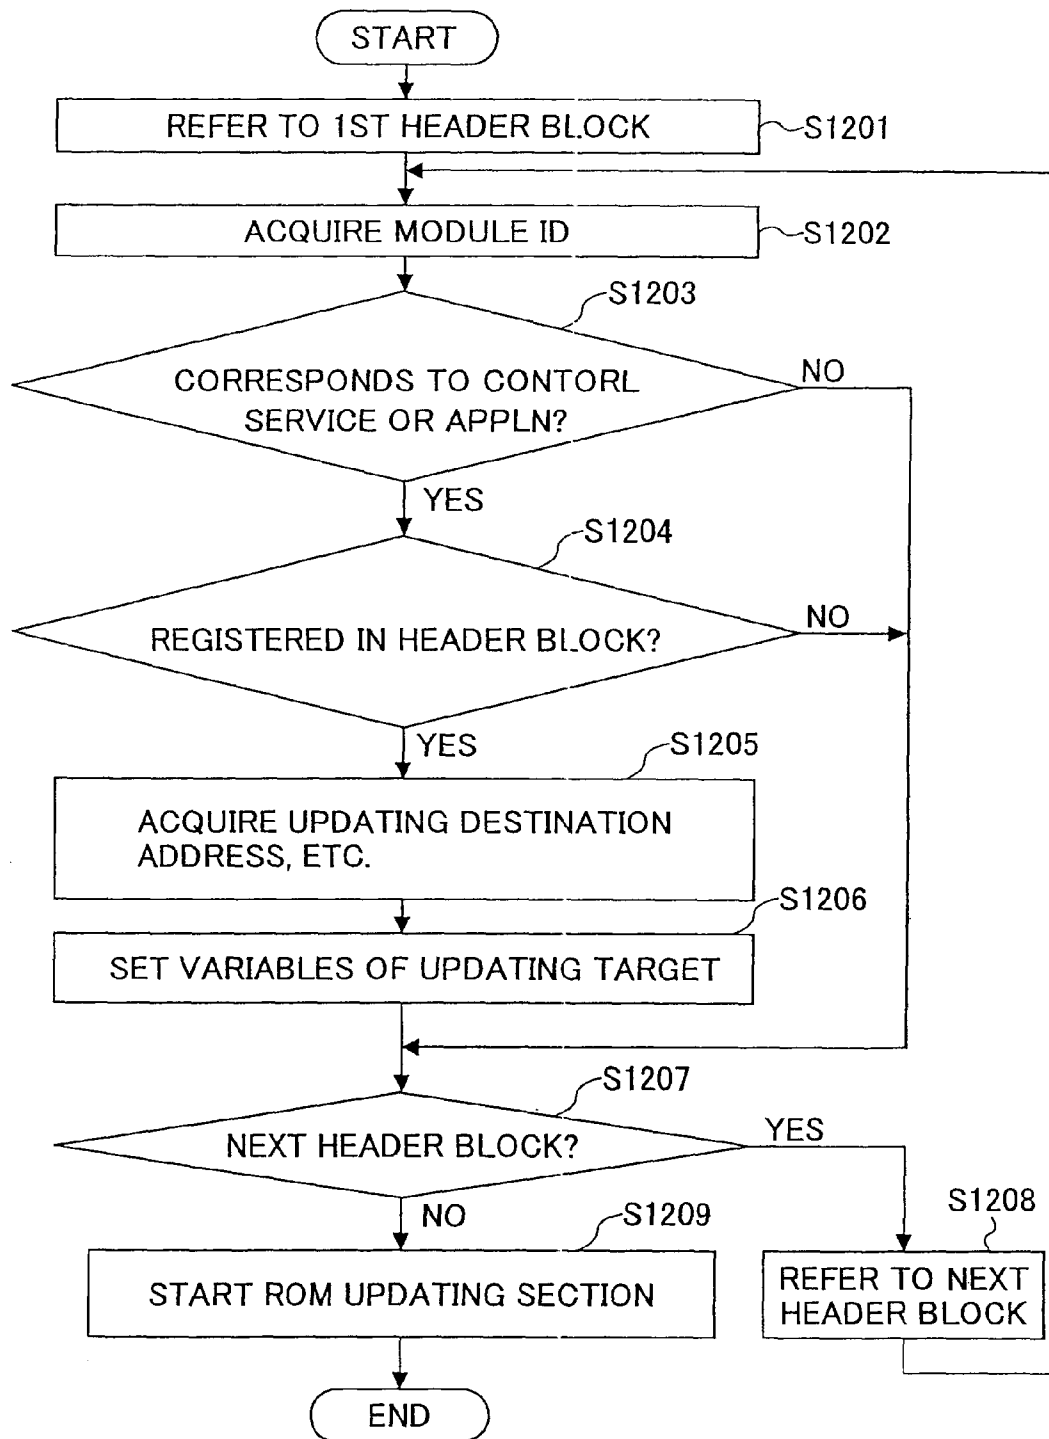 START
REFER TO 1ST HEADER BLOCK
S1201
ACQUIRE MODULE ID
S1202
S1203
CORRESPONDS TO CONTORL
SERVICE OR APPLN?
NO
YES
S1204
REGISTERED IN HEADER BLOCK?
NO
YES
S1205
ACQUIRE UPDATING DESTINATION
ADDRESS, ETC.
S1206
SET VARIABLES OF UPDATING TARGET
S1207
NEXT HEADER BLOCK?
YES
NO
S1209
S1208
START ROM UPDATING SECTION
REFER TO NEXT
HEADER BLOCK
END